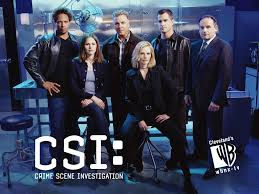 CSI:
CRIME SCENE INVESTIGATION
Cleveland's
WB
wbnx-tv